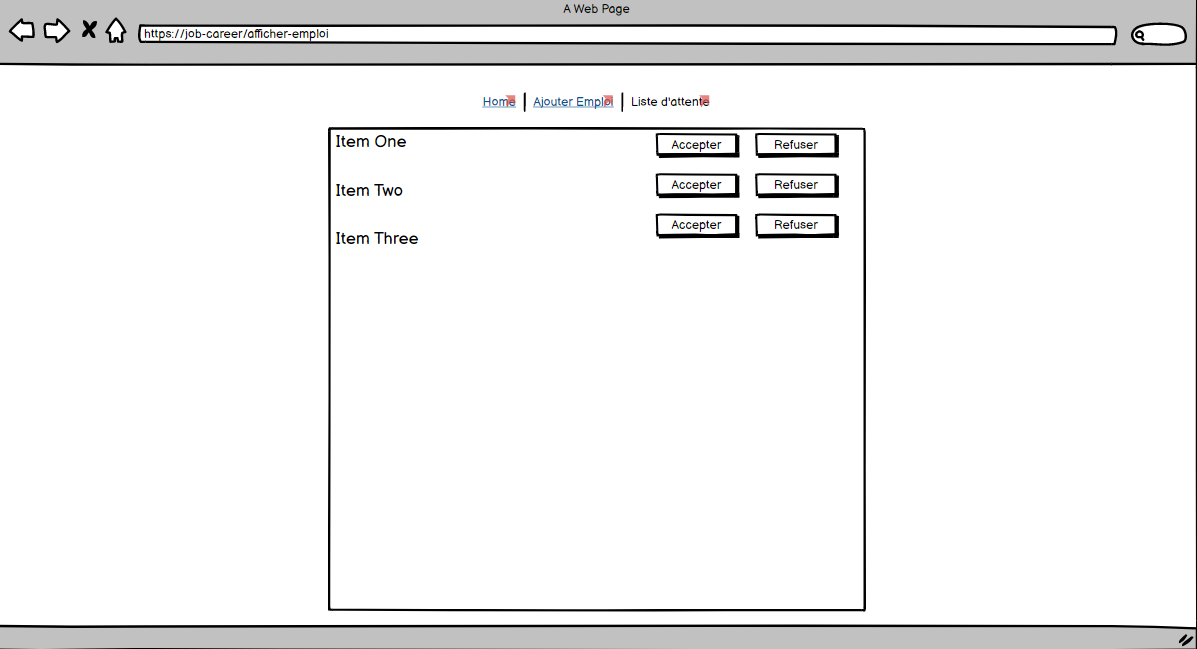 A Web Page
https://job-career/afficher-emploi
Home | Ajouter Emploi | Liste d'attente
Item One Accepter Refuser
Item Two Accepter Refuser
Item Three Accepter Refuser